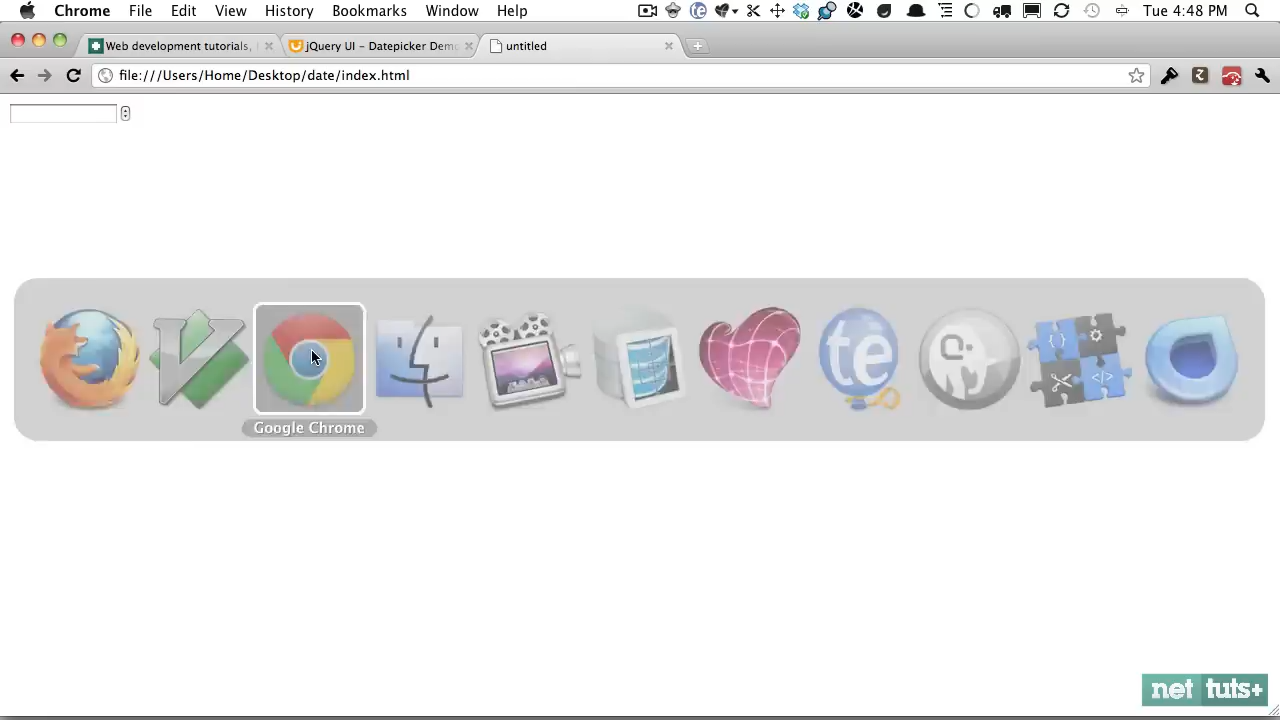 Chrome File Edit View History Bookmarks Window Help Tue 4:48 PM
Web development tutorials, jQuery UI - Datepicker Demo untitled
file:///Users/Home/Desktop/date/index.html
te
Google Chrome
net tuts+